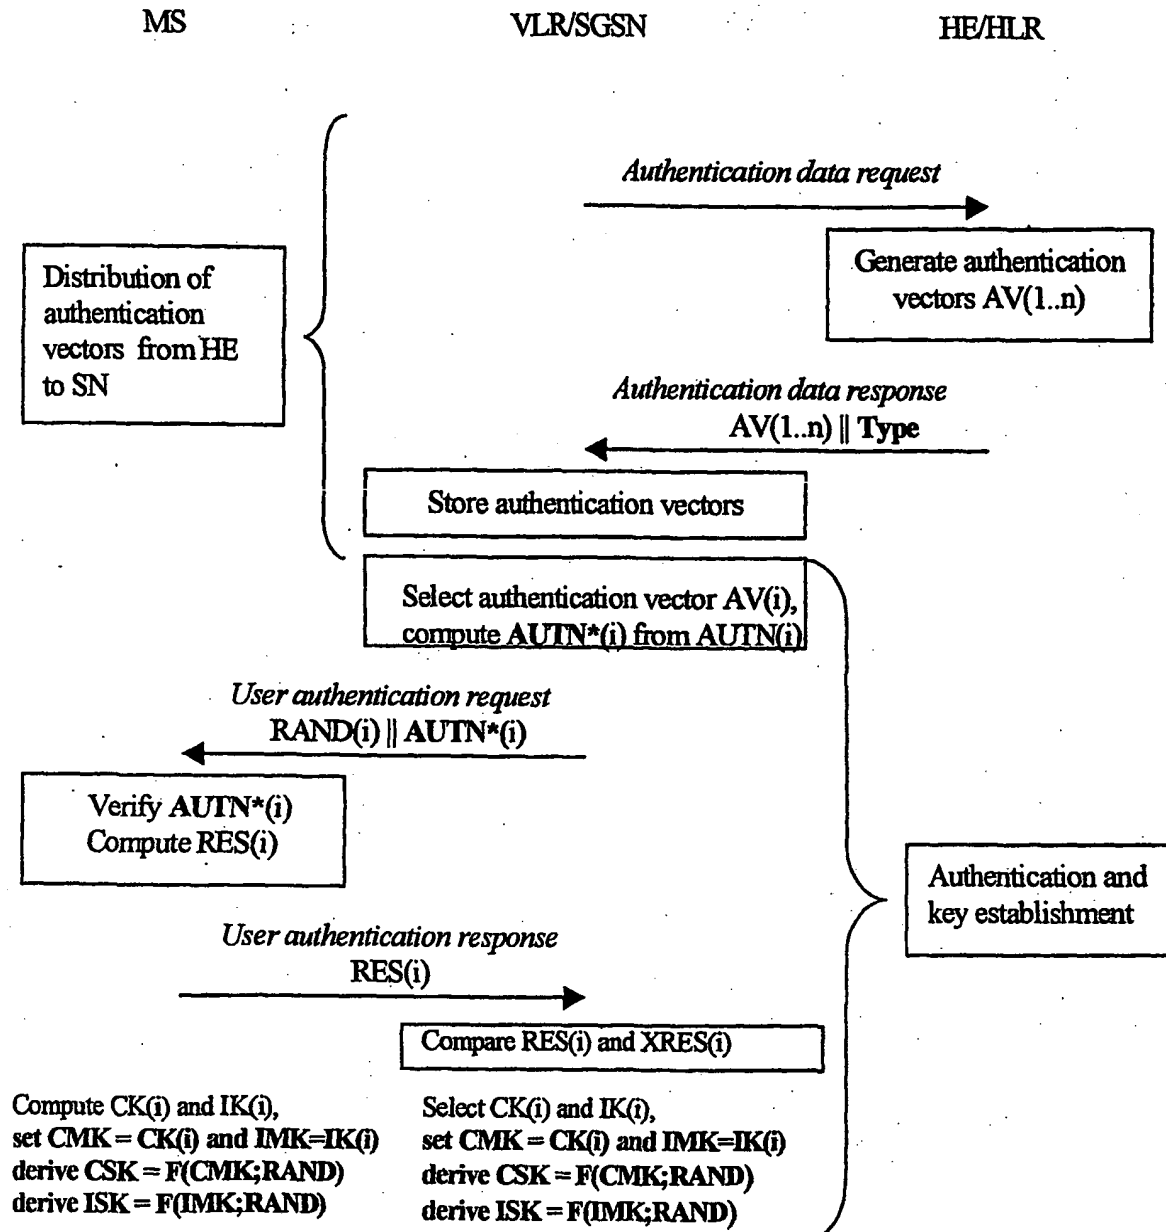 MS
VLR/SGSN
HE/HLR
Authentication data request
Generate authentication
vectors AV(1..n)
Distribution of
authentication
vectors from HE
to SN
Authentication data response
AV(1..n) || Type
Store authentication vectors
Select authentication vector AV(i),
compute AUTN*(i) from AUTN(i)
User authentication request
RAND(i) || AUTN*(i)
Verify AUTN*(i)
Compute RES(i)
Authentication and
key establishment
User authentication response
RES(i)
Compare RES(i) and XRES(i)
Compute CK(i) and IK(i),
set CMK = CK(i) and IMK=IK(i)
derive CSK = F(CMK;RAND)
derive ISK = F(IMK;RAND)
Select CK(i) and IK(i),
set CMK = CK(i) and IMK=IK(i)
derive CSK = F(CMK;RAND)
derive ISK = F(IMK;RAND)